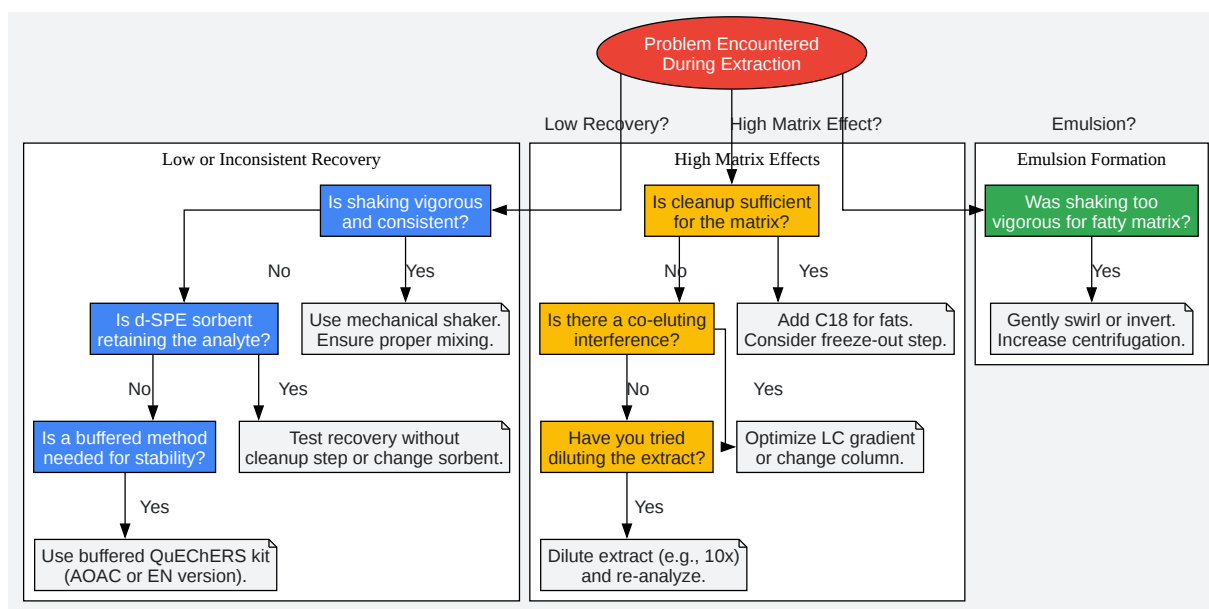 Problem Encountered
During Extraction
Low Recovery?
High Matrix Effect?
Emulsion?
Low or Inconsistent Recovery
Is shaking vigorous
and consistent?
No
Yes
Is d-SPE sorbent
retaining the analyte?
Use mechanical shaker.
Ensure proper mixing.
No
Yes
Is a buffered method
needed for stability?
Test recovery without
cleanup step or change sorbent.
Yes
Use buffered QuEChERS kit
(AOAC or EN version).
High Matrix Effects
Is cleanup sufficient
for the matrix?
No
Yes
Is there a co-eluting
interference?
Add C18 for fats.
Consider freeze-out step.
No
Yes
Have you tried
diluting the extract?
Optimize LC gradient
or change column.
Yes
Dilute extract (e.g., 10x)
and re-analyze.
Emulsion Formation
Was shaking too
vigorous for fatty matrix?
Yes
Gently swirl or invert.
Increase centrifugation.